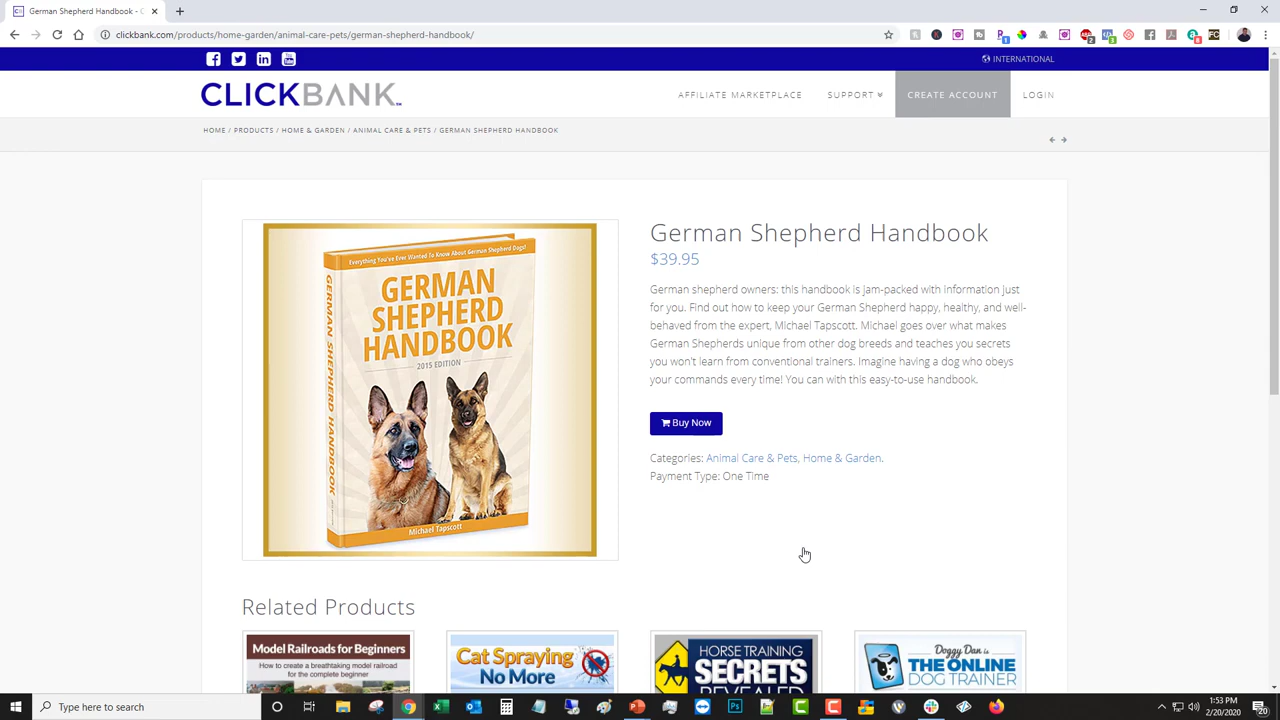 German Shepherd Handbook - C
clickbank.com/products/home-garden/animal-care-pets/german-shepherd-handbook/
INTERNATIONAL
CLICKBANK
AFFILIATE MARKETPLACE
SUPPORT
CREATE ACCOUNT
LOGIN
HOME / PRODUCTS / HOME & GARDEN / ANIMAL CARE & PETS / GERMAN SHEPHERD HANDBOOK
Everything You've Ever Wanted To Know About German Shepherd Dogs!
GERMAN
SHEPHERD
HANDBOOK
2015 EDITION
GERMAN SHEPHERD HANDBOOK
Michael Tapscott
German Shepherd Handbook
$39.95
German shepherd owners: this handbook is jam-packed with information just
for you. Find out how to keep your German Shepherd happy, healthy, and well-
behaved from the expert, Michael Tapscott. Michael goes over what makes
German Shepherds unique from other dog breeds and teaches you secrets
you won't learn from conventional trainers. Imagine having a dog who obeys
your commands every time! You can with this easy-to-use handbook.
Buy Now
Categories: Animal Care & Pets, Home & Garden.
Payment Type: One Time
Related Products
Model Railroads for Beginners
How to create a breathtaking model railroad
for the complete beginner
Cat Spraying
No More
HORSE TRAINING
SECRETS
REVEALED
Doggy Dan
is THE ONLINE
DOG TRAINER
Type here to search
1:53 PM
2/20/2020